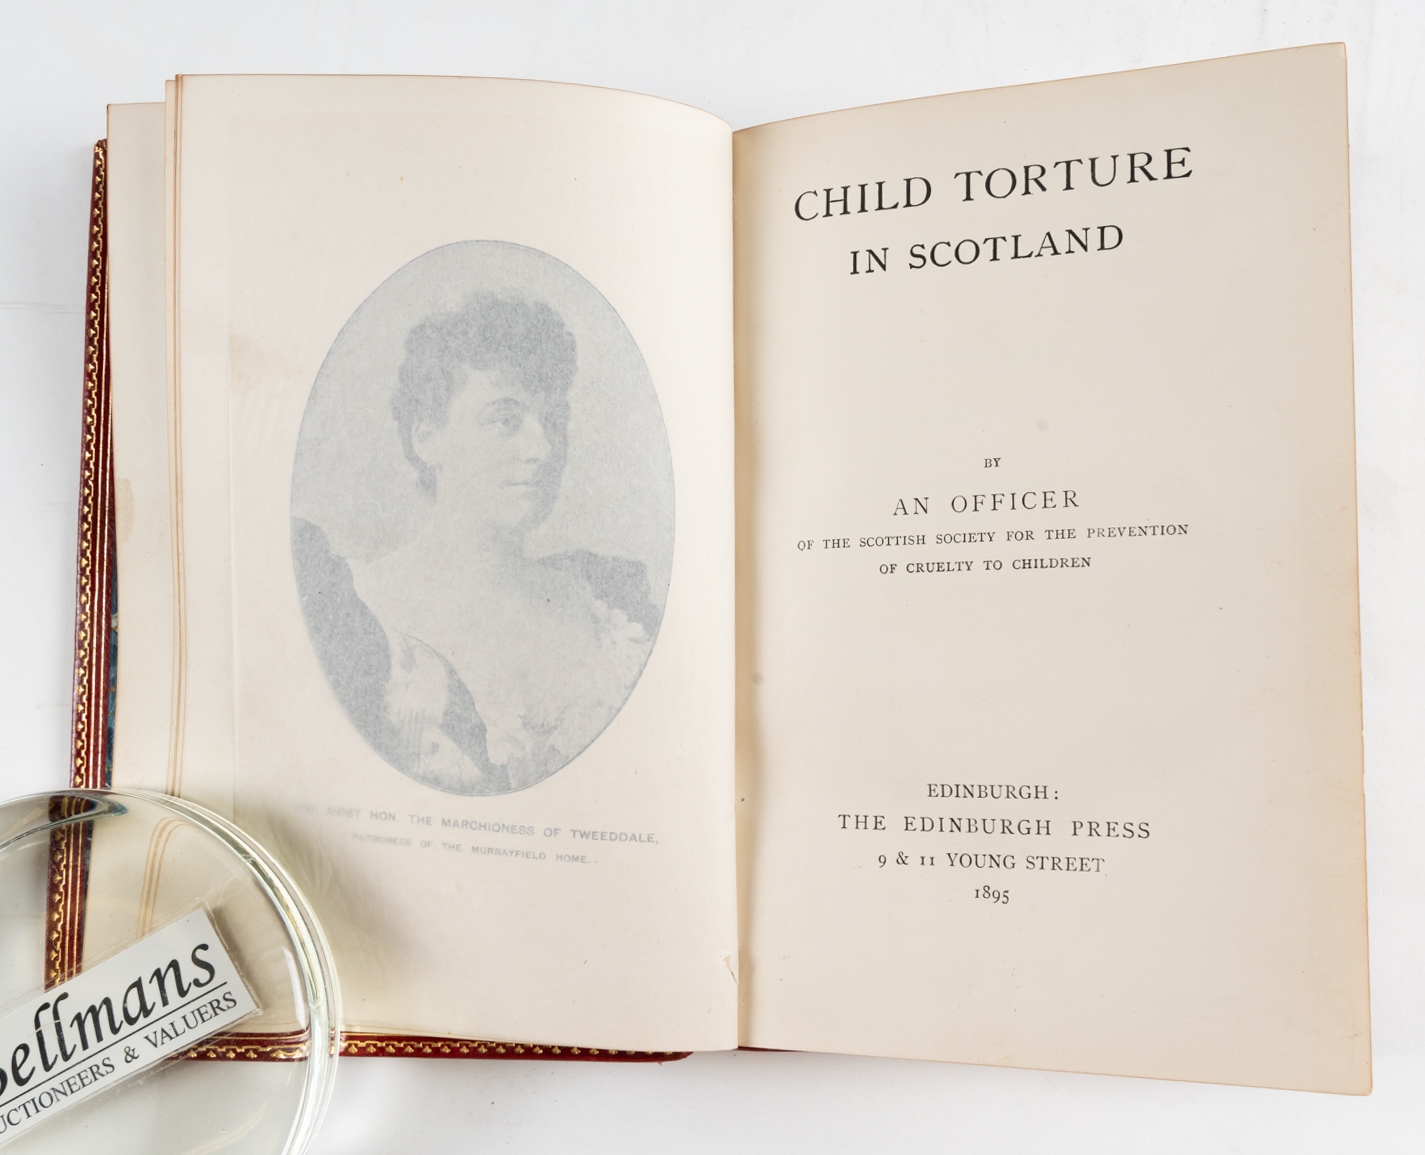 MOST HON. THE MARCHIONESS OF TWEEDDALE,
PATRONESS OF THE MURRAYFIELD HOME.
CHILD TORTURE
IN SCOTLAND
BY
AN OFFICER
OF THE SCOTTISH SOCIETY FOR THE PREVENTION
OF CRUELTY TO CHILDREN
EDINBURGH:
THE EDINBURGH PRESS
9 & 11 YOUNG STREET
1895
ellmans
UCTIONEERS & VALUERS